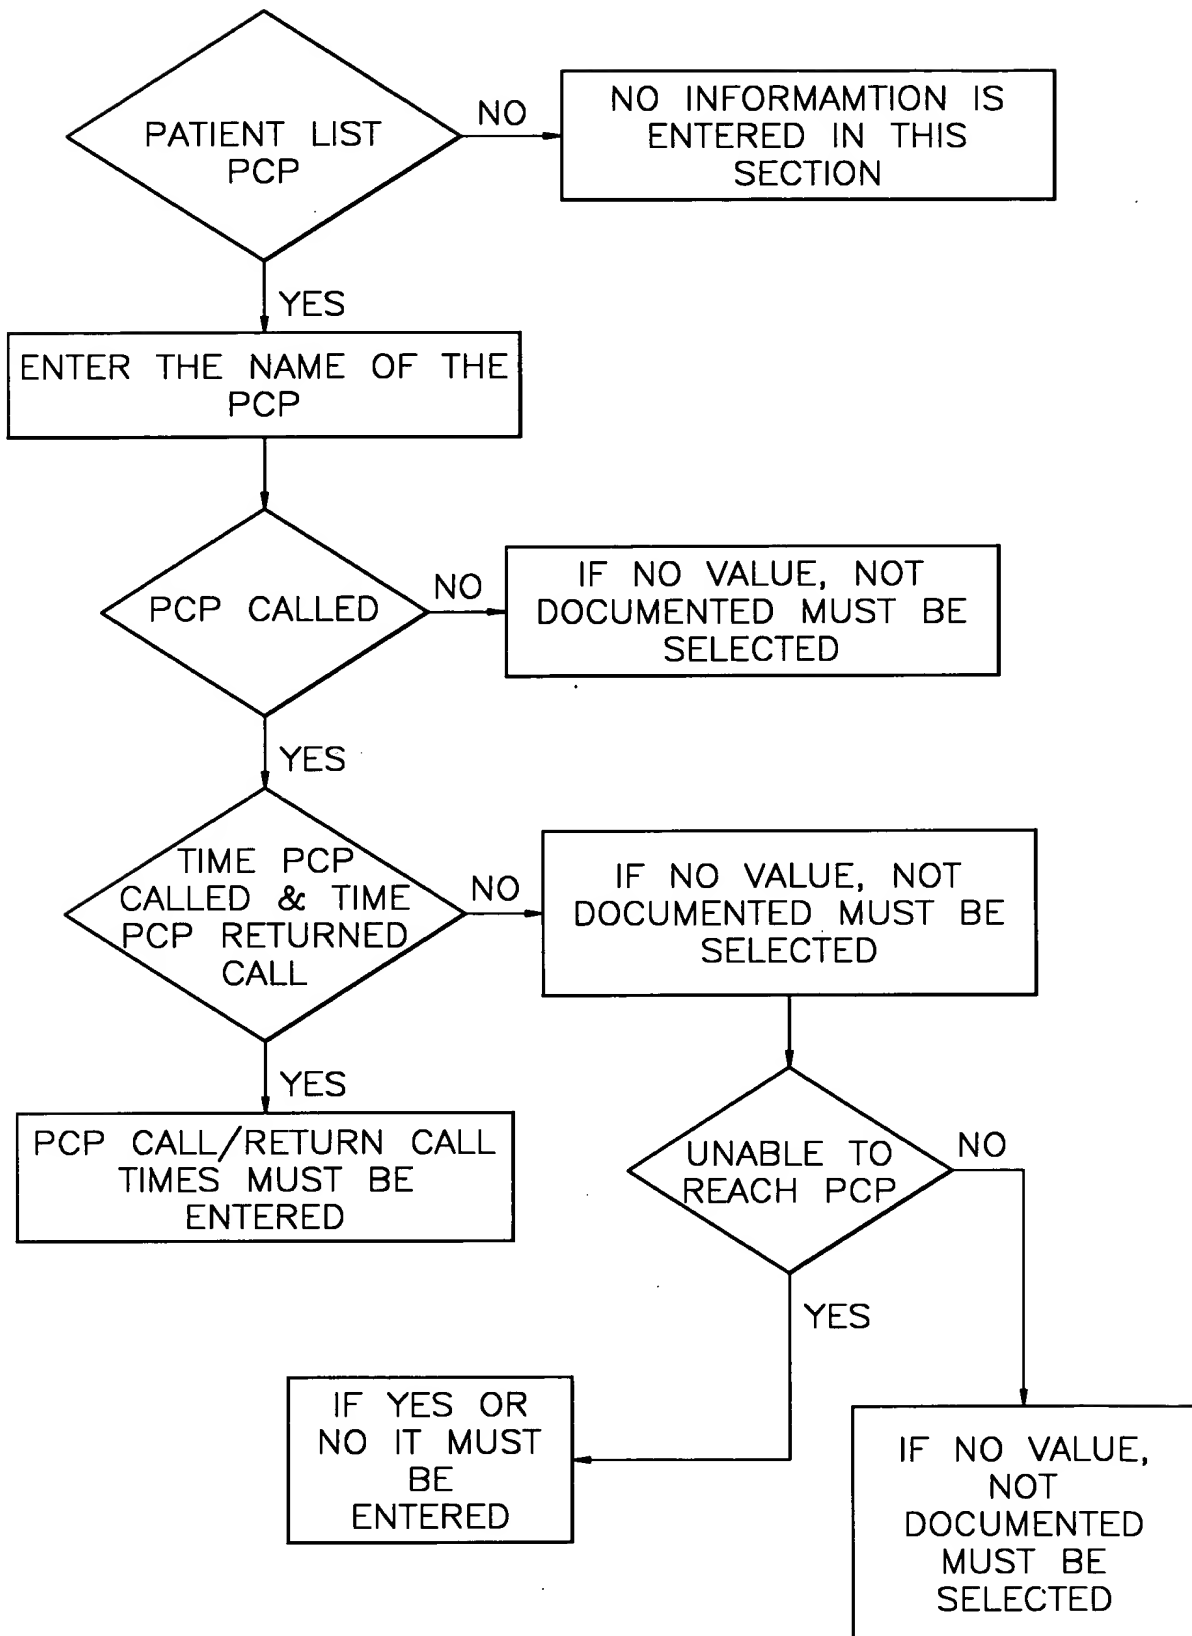 PATIENT LIST
PCP
NO
NO INFORMAMTION IS
ENTERED IN THIS
SECTION
YES
ENTER THE NAME OF THE
PCP
PCP CALLED
NO
IF NO VALUE, NOT
DOCUMENTED MUST BE
SELECTED
YES
TIME PCP
CALLED & TIME
PCP RETURNED
CALL
NO
IF NO VALUE, NOT
DOCUMENTED MUST BE
SELECTED
YES
PCP CALL/RETURN CALL
TIMES MUST BE
ENTERED
UNABLE TO
REACH PCP
NO
YES
IF YES OR
NO IT MUST
BE
ENTERED
IF NO VALUE,
NOT
DOCUMENTED
MUST BE
SELECTED